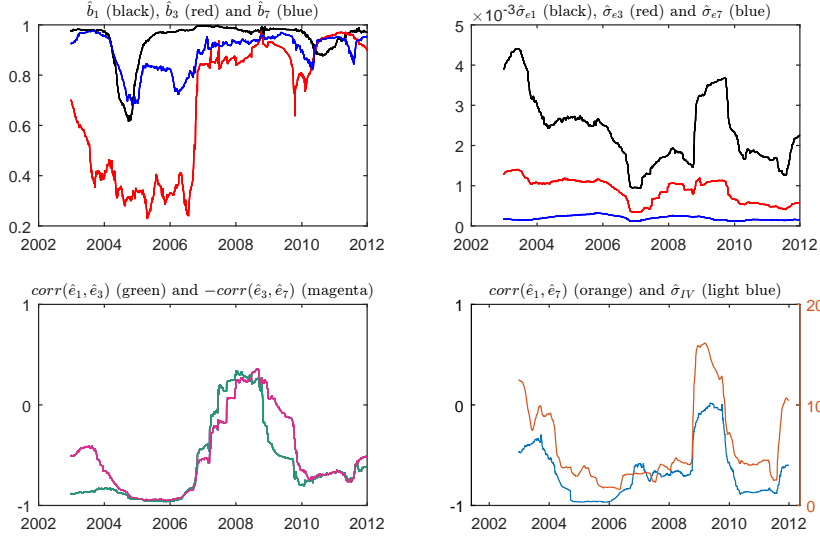 b̂₁ (black), b̂₃ (red) and b̂₇ (blue)
1
0.8
0.6
0.4
0.2
2002 2004 2006 2008 2010 2012
×10⁻³ σ̂ₑ₁ (black), σ̂ₑ₃ (red) and σ̂ₑ₇ (blue)
5
4
3
2
1
0
2002 2004 2006 2008 2010 2012
corr(ê₁, ê₃) (green) and −corr(ê₃, ê₇) (magenta)
1
0
-1
2002 2004 2006 2008 2010 2012
corr(ê₁, ê₇) (orange) and σ̂_IV (light blue)
1 20
0 10
-1 0
2002 2004 2006 2008 2010 2012